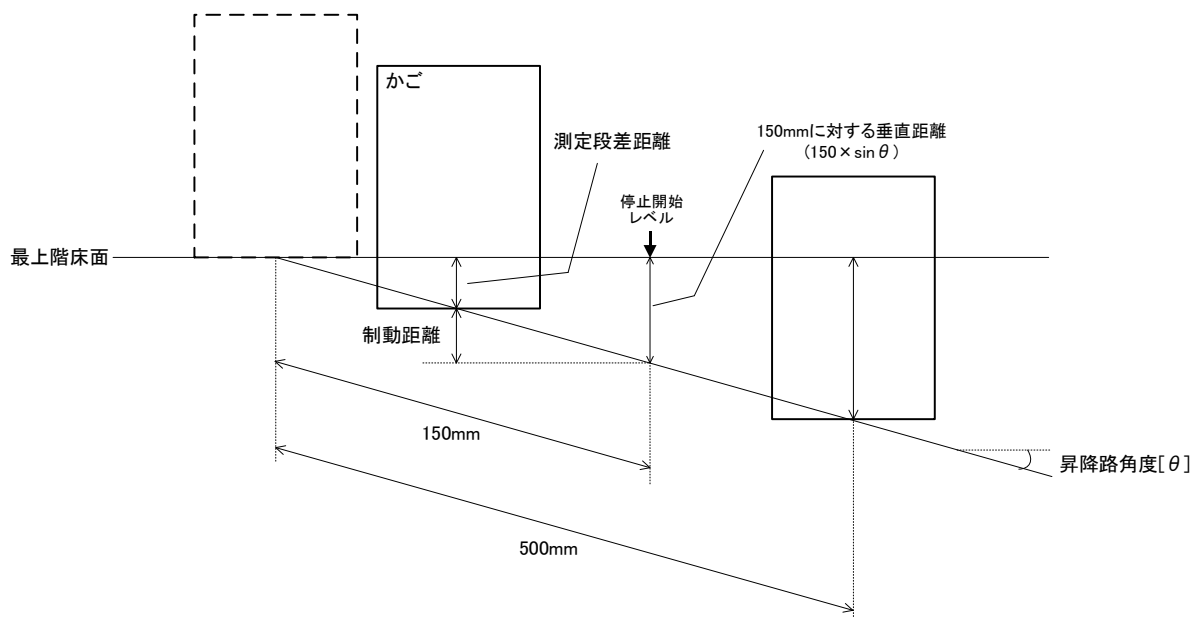 かご
測定段差距離
150mmに対する垂直距離
(150×sinθ)
停止開始
レベル
最上階床面
制動距離
150mm
昇降路角度[θ]
500mm